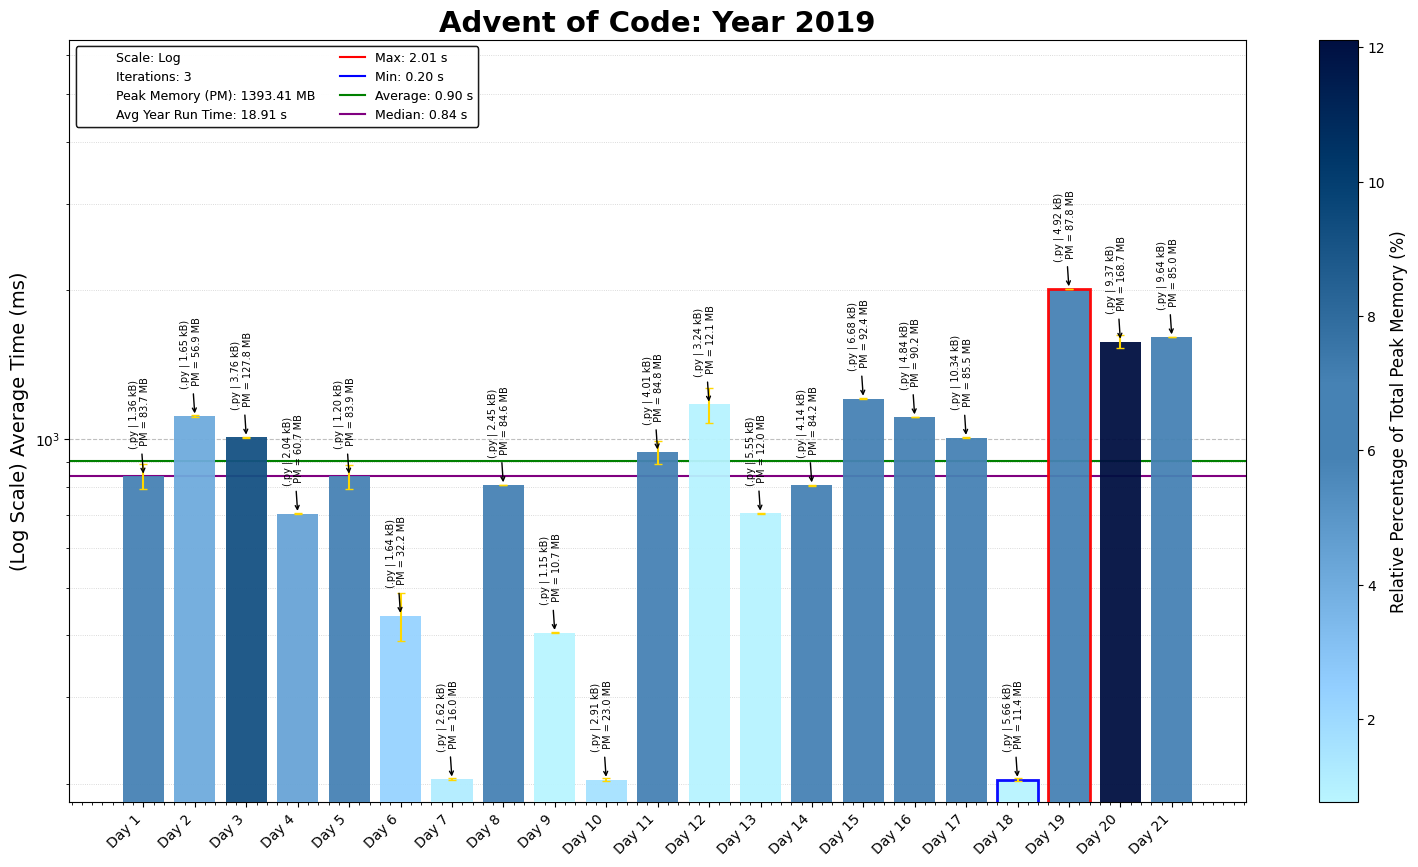 Advent of Code: Year 2019
Scale: Log
Iterations: 3
Peak Memory (PM): 1393.41 MB
Avg Year Run Time: 18.91 s
Max: 2.01 s
Min: 0.20 s
Average: 0.90 s
Median: 0.84 s
(Log Scale) Average Time (ms)
10³
(.py | 1.36 kB)
PM = 83.7 MB
(.py | 1.65 kB)
PM = 56.9 MB
(.py | 3.76 kB)
PM = 127.8 MB
(.py | 2.04 kB)
PM = 60.7 MB
(.py | 1.20 kB)
PM = 83.9 MB
(.py | 1.64 kB)
PM = 32.2 MB
(.py | 2.62 kB)
PM = 16.0 MB
(.py | 2.45 kB)
PM = 84.6 MB
(.py | 1.15 kB)
PM = 10.7 MB
(.py | 2.91 kB)
PM = 23.0 MB
(.py | 4.01 kB)
PM = 84.8 MB
(.py | 3.24 kB)
PM = 12.1 MB
(.py | 5.55 kB)
PM = 12.0 MB
(.py | 4.14 kB)
PM = 84.2 MB
(.py | 6.68 kB)
PM = 92.4 MB
(.py | 4.84 kB)
PM = 90.2 MB
(.py | 10.34 kB)
PM = 85.5 MB
(.py | 5.66 kB)
PM = 11.4 MB
(.py | 4.92 kB)
PM = 87.8 MB
(.py | 9.37 kB)
PM = 168.7 MB
(.py | 9.64 kB)
PM = 85.0 MB
Day 1
Day 2
Day 3
Day 4
Day 5
Day 6
Day 7
Day 8
Day 9
Day 10
Day 11
Day 12
Day 13
Day 14
Day 15
Day 16
Day 17
Day 18
Day 19
Day 20
Day 21
12
10
8
6
4
2
Relative Percentage of Total Peak Memory (%)